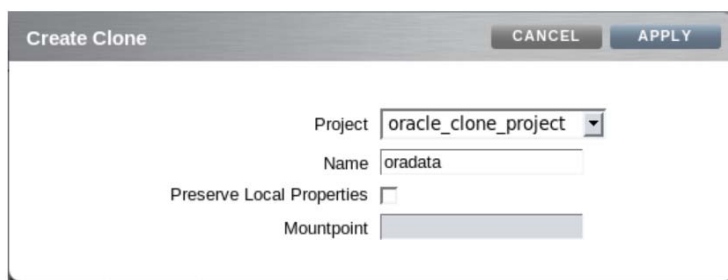 Create Clone CANCEL APPLY
Project oracle_clone_project
Name oradata
Preserve Local Properties
Mountpoint